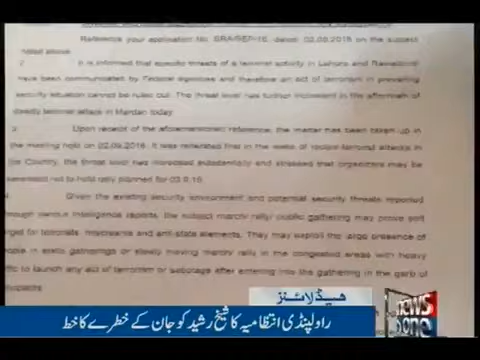 Reference your application No. SRA/SEP-16, dated 02.09.2016 on the subject
noted above.
2. It is informed that specific threats of a terrorist activity in Lahore and Rawalpindi
have been communicated by Federal agencies and therefore an act of terrorism in prevailing
security situation cannot be ruled out. The threat level has further increased in the aftermath of
deadly terrorist attack in Mardan today.
3. Upon receipt of the aforementioned reference, the matter has been taken up in
the meeting held on 02.09.2016. It was reiterated that in the wake of recent terrorist attacks in
the Country, the threat level has increased substantially and stressed that organizers may be
persuaded not to hold rally planned for 03.9.16.
4. Given the existing security environment and potential security threats reported
through various intelligence reports, the subject march/ rally/ public gathering may prove soft
target for terrorists, miscreants and anti-state elements. They may exploit the large presence of
people in static gatherings or slowly moving march/ rally in the congested areas with heavy
traffic to launch any act of terrorism or sabotage after entering into the gathering in the garb of
ہیڈلائنز
راولپنڈی انتظامیہ کا شیخ رشید کو جان کے خطرے کا خط
news
one